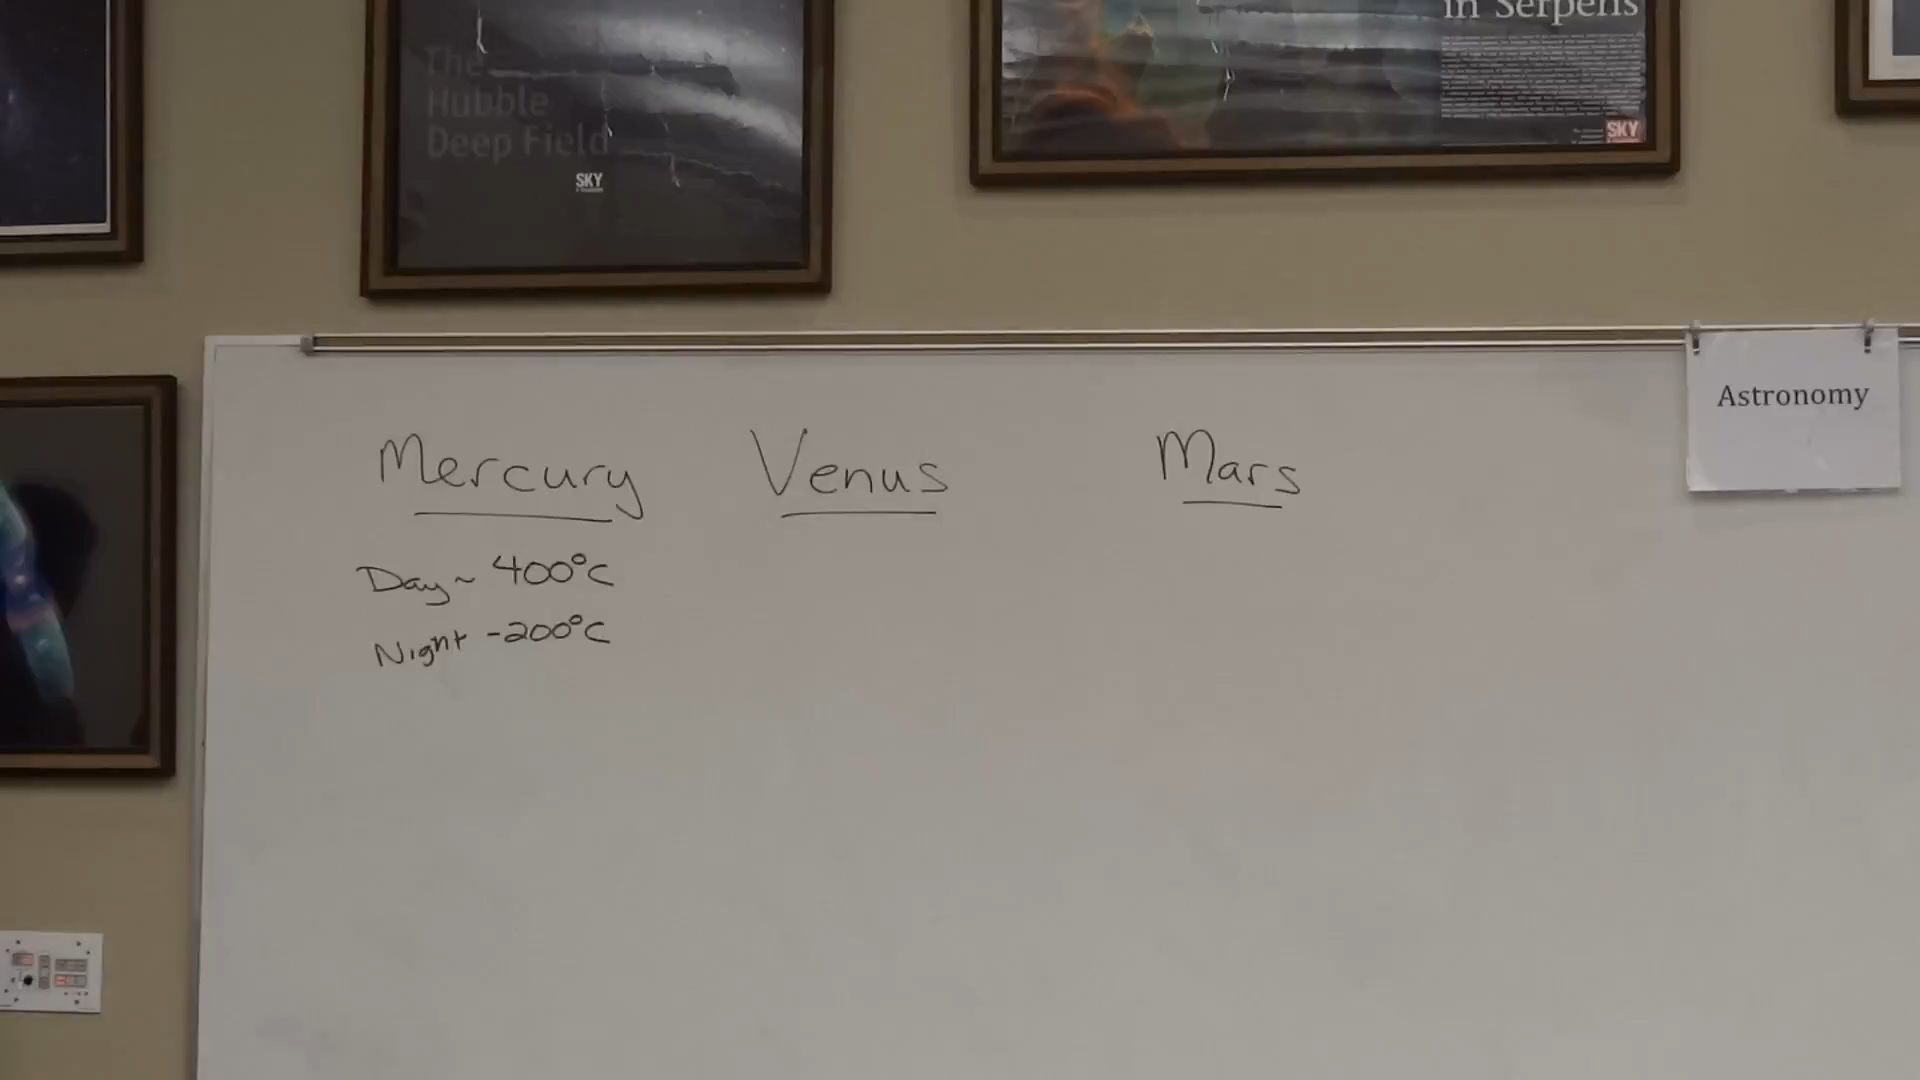 The
Hubble
Deep Field
SKY
in Serpens
SKY
Astronomy
Mercury
Venus
Mars
Day ~ 400°C
Night -200°C